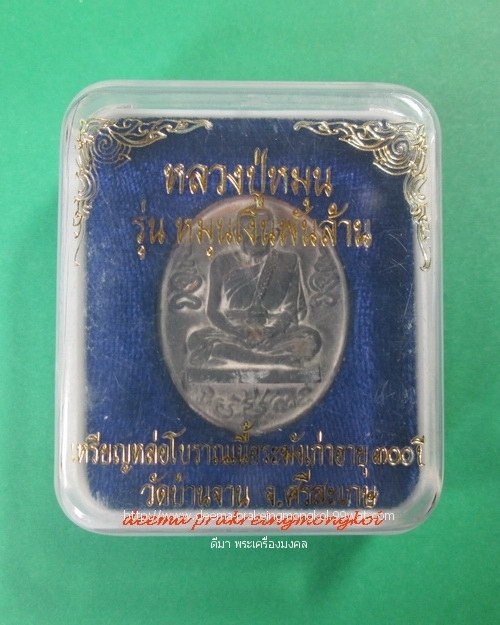 หลวงปู่หมุน
รุ่น หมุนเงินพันล้าน
เหรียญหล่อโบราณเนื้อระฆังเก่าอายุ ๓๐๐ ปี
วัดบ้านจาน จ.ศรีสะเกษ
deema prakreingmongkol
ดีมา พระเครื่องมงคล